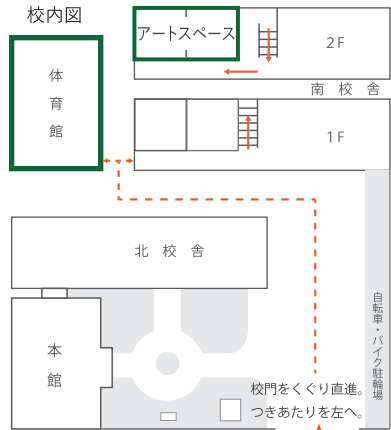 校内図
アートスペース
2F
体育館
南校舎
1F
北校舎
本館
自転車・バイク駐輪場
校門をくぐり直進。
つきあたりを左へ。